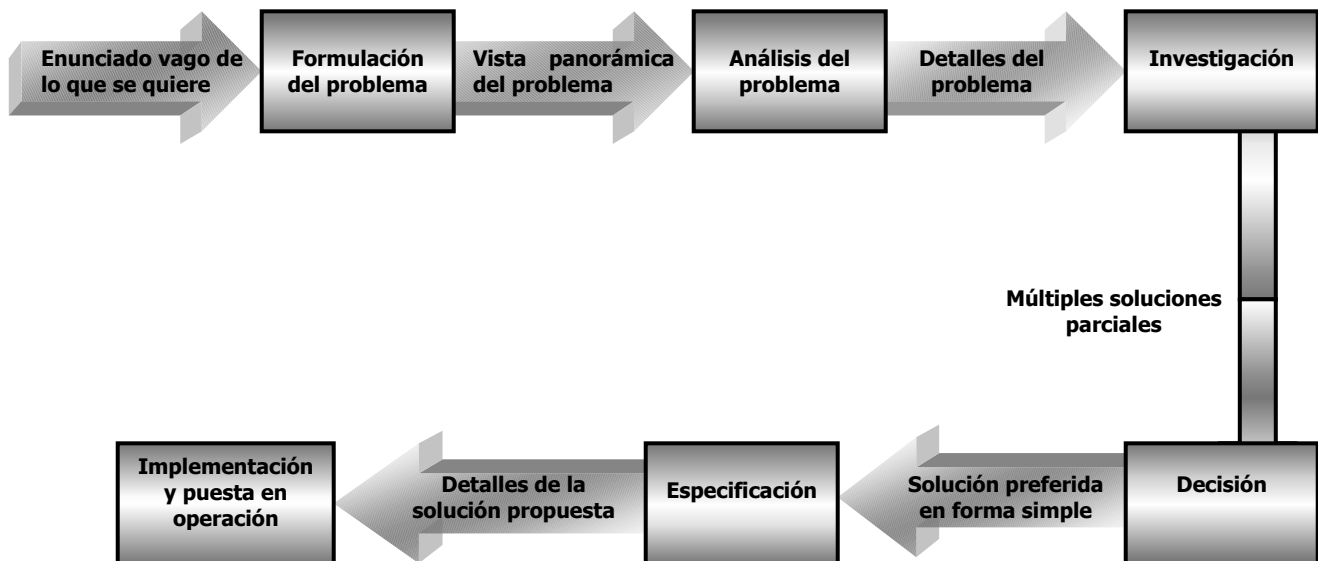 Enunciado vago de
lo que se quiere
Formulación
del problema
Vista panorámica
del problema
Análisis del
problema
Detalles del
problema
Investigación
Múltiples soluciones
parciales
Implementación
y puesta en
operación
Detalles de la
solución propuesta
Especificación
Solución preferida
en forma simple
Decisión